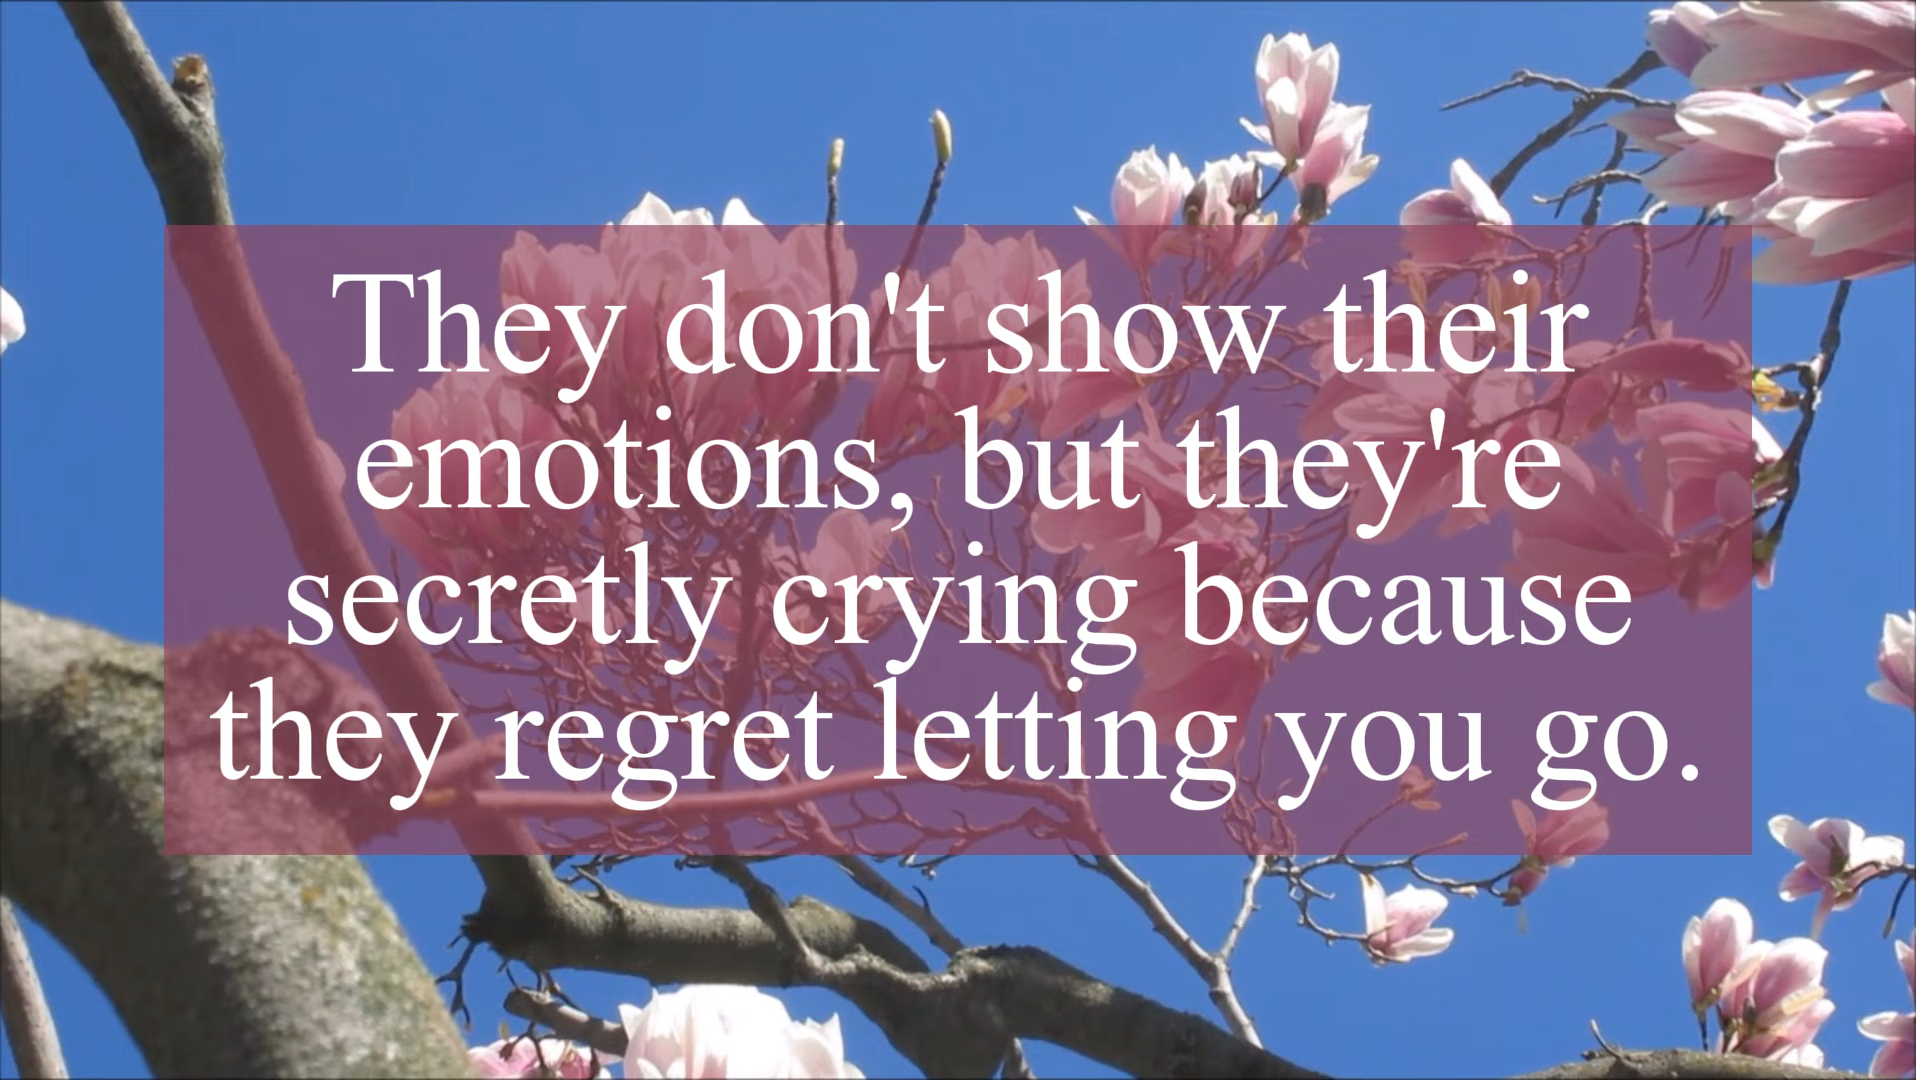 They don't show their
emotions, but they're
secretly crying because
they regret letting you go.